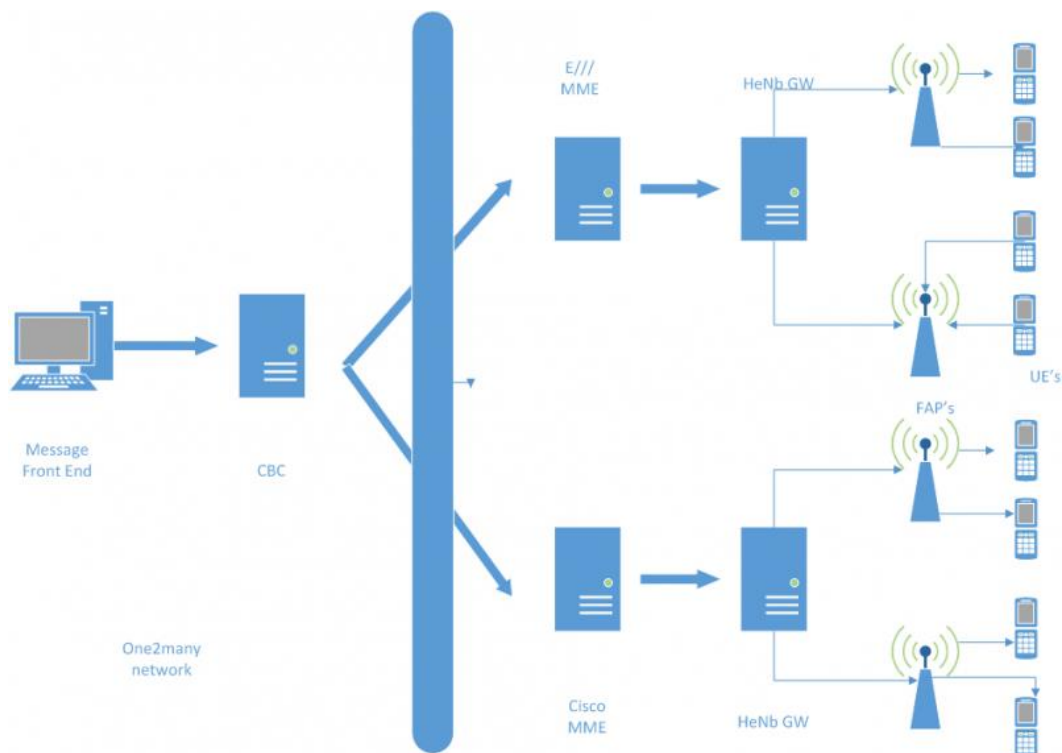 E///
MME
HeNb GW
UE's
FAP's
Message
Front End
CBC
One2many
network
Cisco
MME
HeNb GW